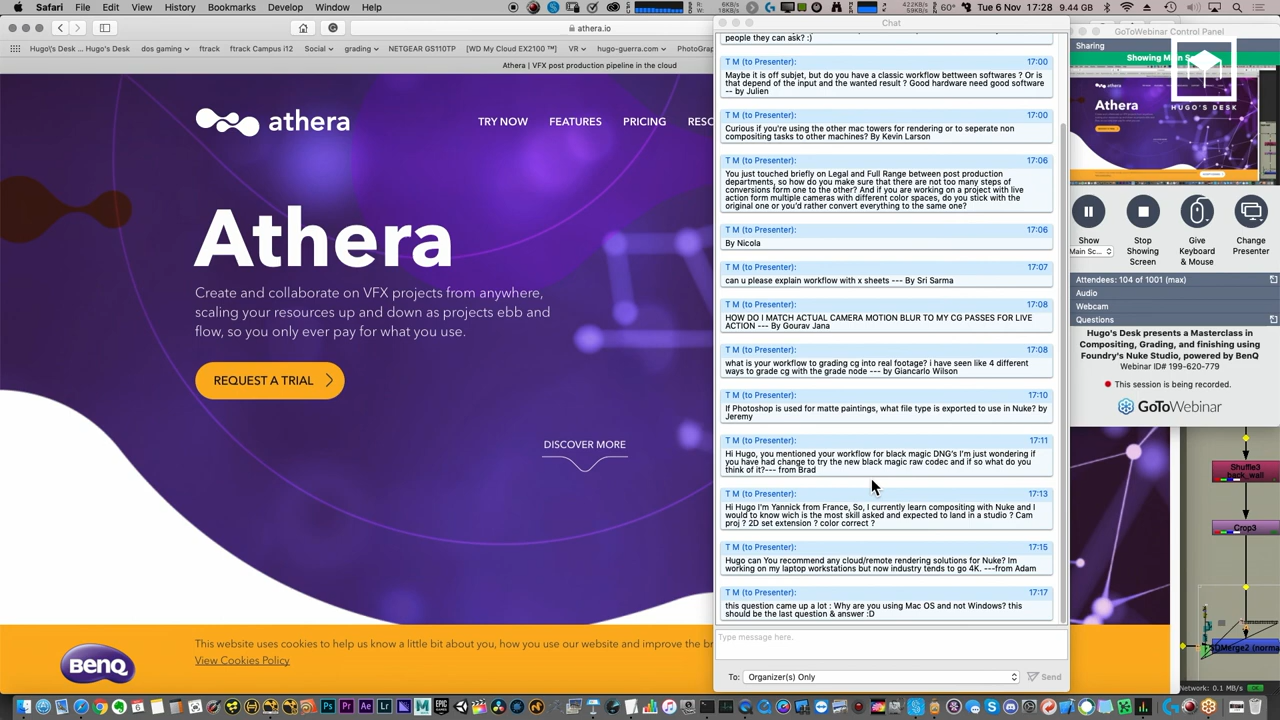 Safari File Edit View History Bookmarks Develop Window Help
6KB/s
18KB/s
9.44GB Tue 6 Nov 17:28
athera.io
Hugo's Desk ... Hugo's Desk dos gaming ftrack ftrack Campus i12 Social grading NETGEAR GS110TP [WD My Cloud EX2100 ™] VR hugo-guerra.com
Athera | VFX post production pipeline in the cloud
athera
TRY NOW FEATURES PRICING RESO
Athera
Create and collaborate on V projects from anywhere,
scaling your resources up and own as projects ebb and
flow, so you only ever pay for what you use.
REQUEST A TRIAL
DISCOVER MORE
This website uses cookies to help us know a little bit about you, how you use our website and improve the br
View Cookies Policy
BenQ
Chat
people they can ask? :)
T M (to Presenter): 17:00
Maybe it is off subjet, but do you have a classic workflow bettween softwares ? Or is
that depend of the input and the wanted result ? Good hardware need good software
-- by Julien
T M (to Presenter): 17:00
Curious if you're using the other mac towers for rendering or to seperate non
compositing tasks to other machines? By Kevin Larson
T M (to Presenter): 17:06
You just touched briefly on Legal and Full Range between post production
departments, so how do you make sure that there are not too many steps of
conversions form one to the other? And if you are working on a project with live
action form multiple cameras with different color spaces, do you stick with the
original one or you'd rather convert everything to the same one?
T M (to Presenter): 17:06
By Nicola
T M (to Presenter): 17:07
can u please explain workflow with x sheets --- By Sri Sarma
T M (to Presenter): 17:08
HOW DO I MATCH ACTUAL CAMERA MOTION BLUR TO MY CG PASSES FOR LIVE
ACTION --- By Gourav Jana
T M (to Presenter): 17:08
what is your workflow to grading cg into real footage? i have seen like 4 different
ways to grade cg with the grade node --- by Giancarlo Wilson
T M (to Presenter): 17:10
If Photoshop is used for matte paintings, what file type is exported to use in Nuke? by
Jeremy
T M (to Presenter): 17:11
Hi Hugo, you mentioned your workflow for black magic DNG's I'm just wondering if
you have had change to try the new black magic raw codec and if so what do you
think of it?--- from Brad
T M (to Presenter): 17:13
Hi Hugo I'm Yannick from France, So, I currently learn compositing with Nuke and I
would to know wich is the most skill asked and expected to land in a studio ? Cam
proj ? 2D set extension ? color correct ?
T M (to Presenter): 17:15
Hugo can You recommend any cloud/remote rendering solutions for Nuke? Im
working on my laptop workstations but now industry tends to go 4K. ---from Adam
T M (to Presenter): 17:17
this question came up a lot : Why are you using Mac OS and not Windows? this
should be the last question & answer :D
Type message here.
To: Organizer(s) Only Send
GoToWebinar Control Panel
Sharing
Showing Main Sc
HUGO'S DESK
Athera
Show
Main Sc...
Stop
Showing
Screen
Give
Keyboard
& Mouse
Change
Presenter
Attendees: 104 of 1001 (max)
Audio
Webcam
Questions
Hugo's Desk presents a Masterclass in
Compositing, Grading, and finishing using
Foundry's Nuke Studio, powered by BenQ
Webinar ID# 199-620-779
This session is being recorded.
GoToWebinar
Shuffle3
back_wall
Crop3
Network: 0.1 MB/s